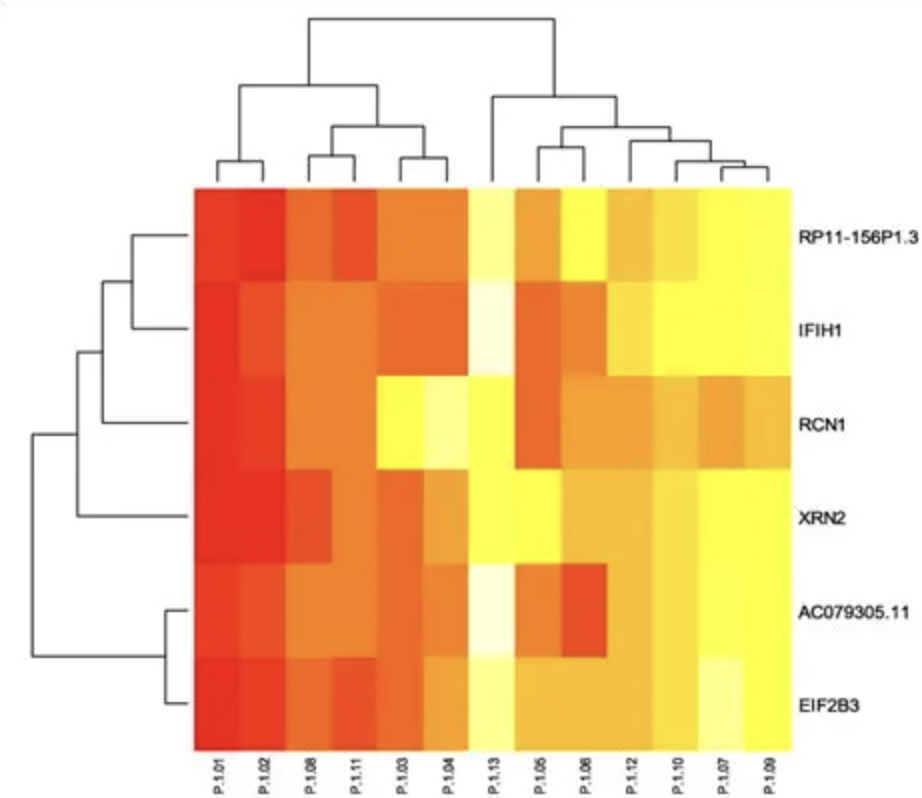 RP11-156P1.3
IFIH1
RCN1
XRN2
AC079305.11
EIF2B3
P.1.01
P.1.02
P.1.08
P.1.11
P.1.03
P.1.04
P.1.13
P.1.05
P.1.06
P.1.12
P.1.10
P.1.07
P.1.09